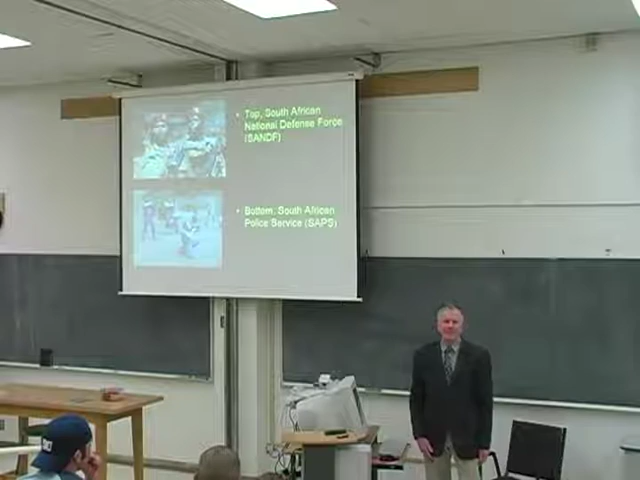 • Top, South African
National Defense Force
(SANDF)
• Bottom, South African
Police Service (SAPS)